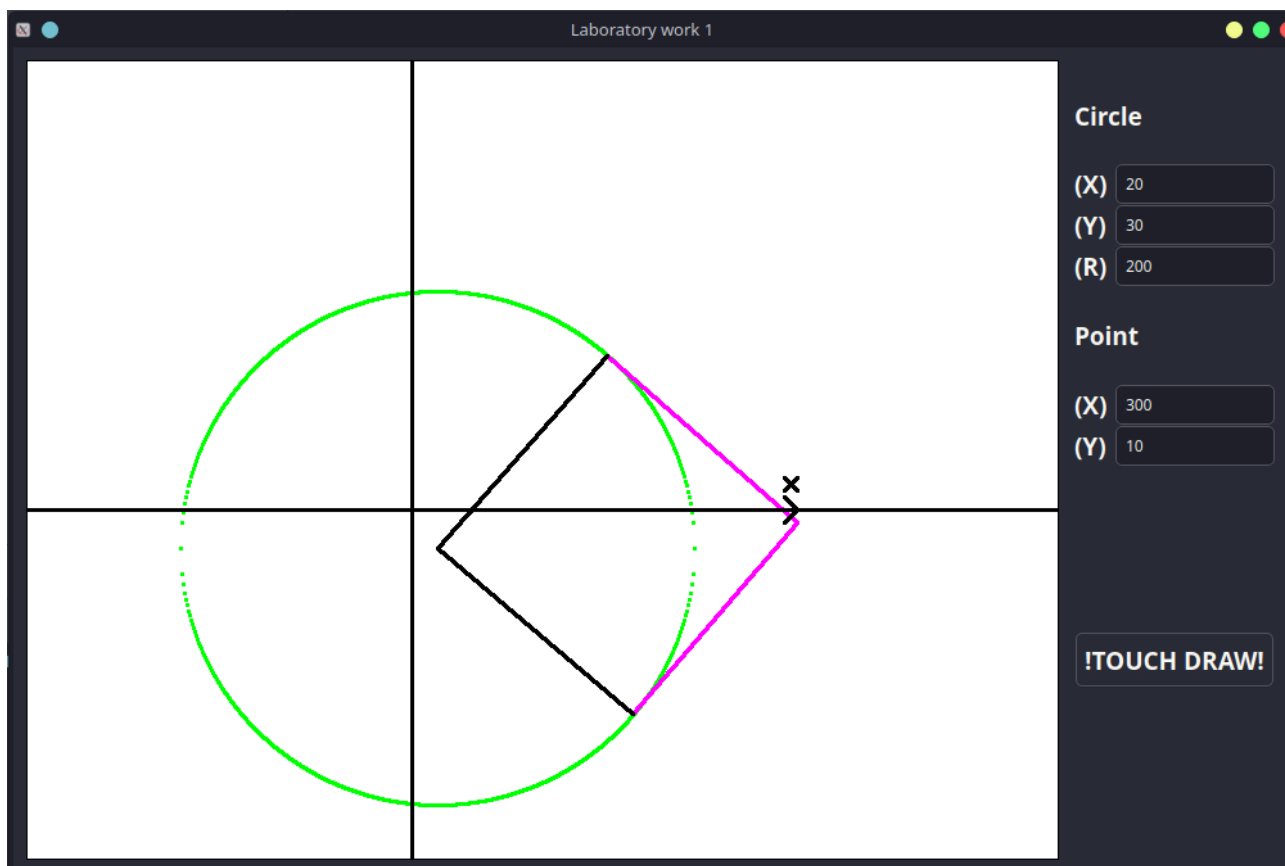 Laboratory work 1
Circle
(X) 20
(Y) 30
(R) 200
Point
(X) 300
(Y) 10
x
!TOUCH DRAW!